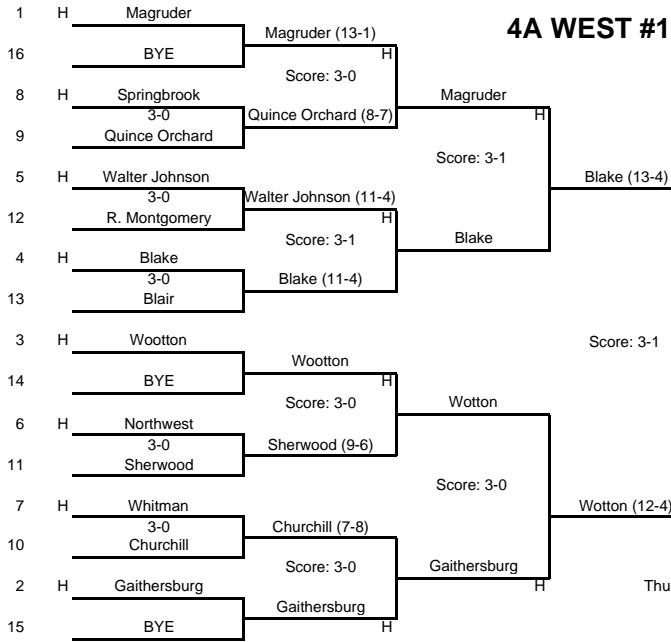 4A WEST #1
1 H Magruder
Magruder (13-1)
16 BYE
H
Score: 3-0
8 H Springbrook
Magruder
3-0
Quince Orchard (8-7)
H
9 Quince Orchard
Score: 3-1
5 H Walter Johnson
Blake (13-4)
3-0
Walter Johnson (11-4)
12 R. Montgomery
H
Score: 3-1
Blake
4 H Blake
3-0
Blake (11-4)
13 Blair
3 H Wootton
Score: 3-1
Wootton
14 BYE
H
Score: 3-0
Wotton
6 H Northwest
3-0
Sherwood (9-6)
11 Sherwood
Score: 3-0
7 H Whitman
Wotton (12-4)
3-0
Churchill (7-8)
10 Churchill
Score: 3-0
Gaithersburg
2 H Gaithersburg
H
Thu
Gaithersburg
15 BYE
H